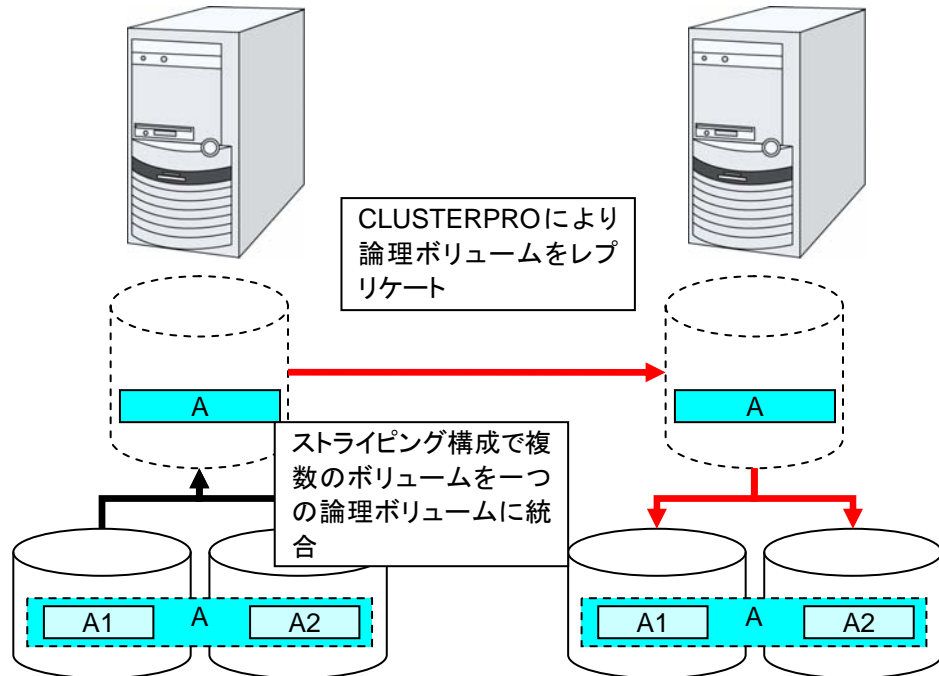 CLUSTERPROにより
論理ボリュームをレプ
リケート
A
A
ストライピング構成で複
数のボリュームを一つ
の論理ボリュームに統
合
A1 A A2
A1 A A2